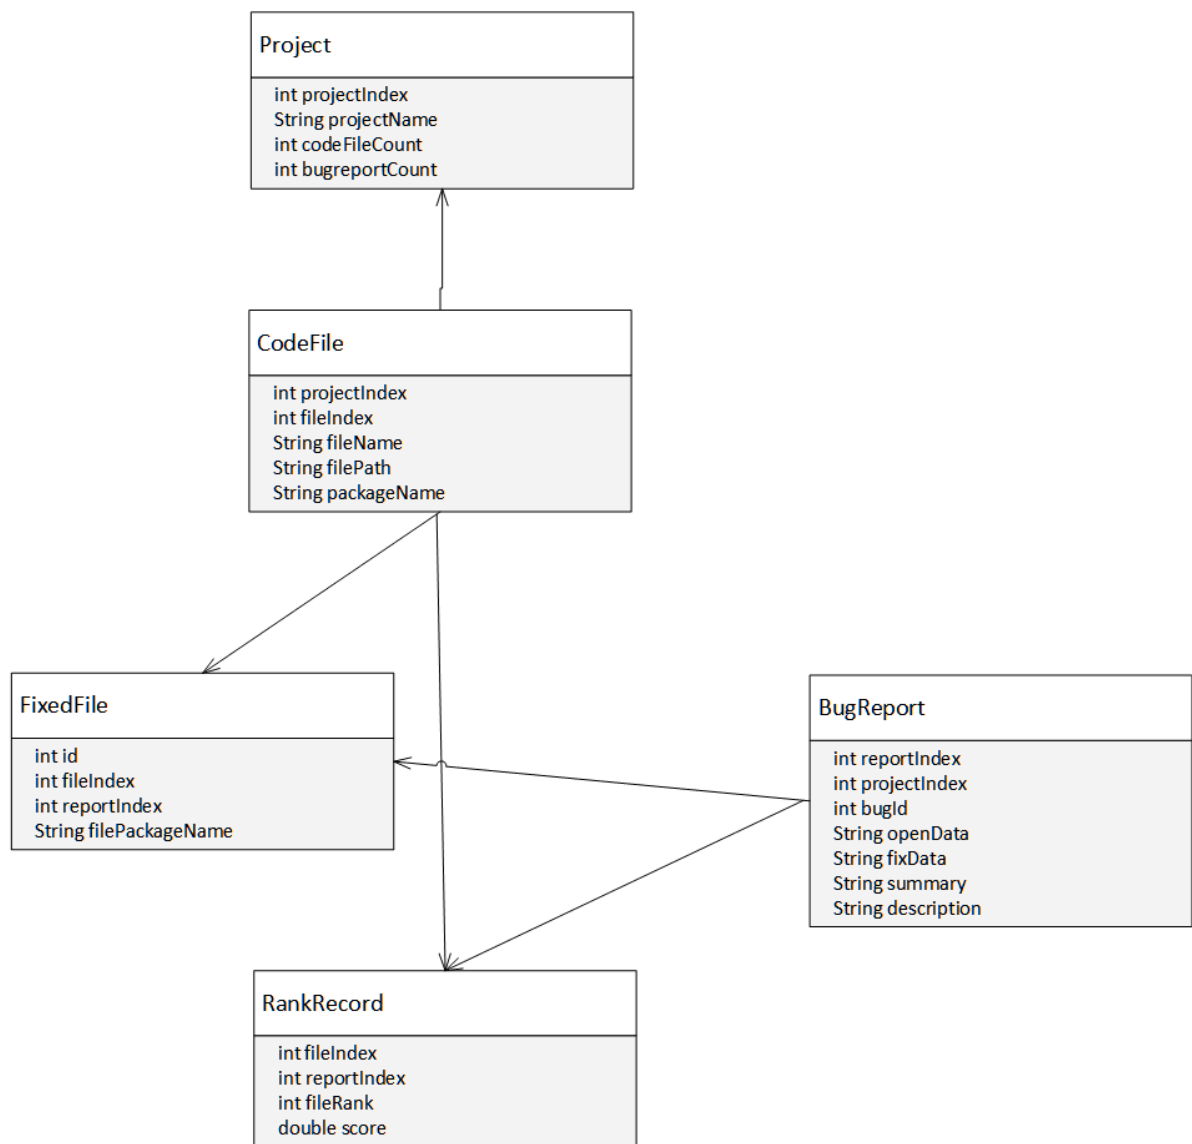 Project
int projectIndex
String projectName
int codeFileCount
int bugreportCount
CodeFile
int projectIndex
int fileIndex
String fileName
String filePath
String packageName
FixedFile
int id
int fileIndex
int reportIndex
String filePackageName
BugReport
int reportIndex
int projectIndex
int bugId
String openData
String fixData
String summary
String description
RankRecord
int fileIndex
int reportIndex
int fileRank
double score